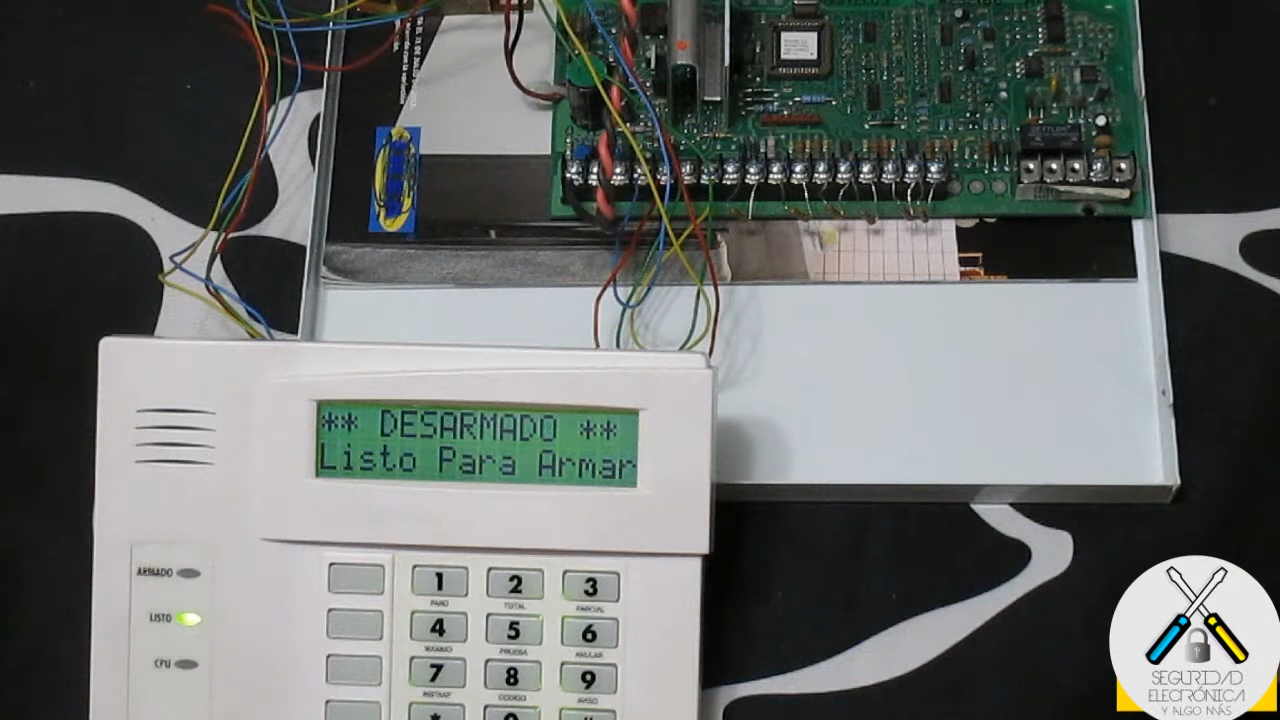 ** DESARMADO **
Listo Para Armar
ARMADO
LISTO
CPU
1 2 3
PARO TOTAL PARCIAL
4 5 6
MAXIMO PRUEBA ANULAR
7 8 9
INSTANT CODIGO AVISO
* 0 #
SEGURIDAD
ELECTRÓNICA
Y ALGO MÁS